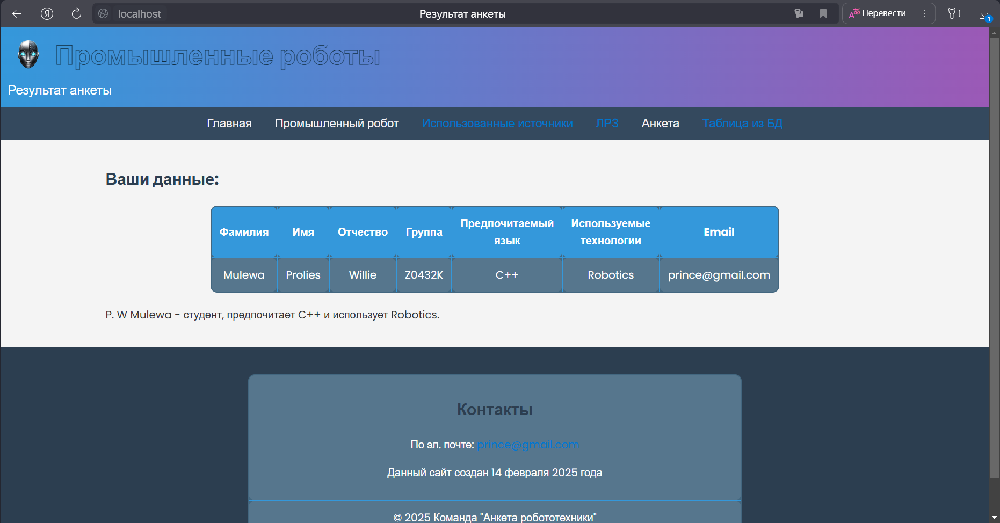 localhost
Результат анкеты
Перевести
1
Промышленные роботы
Результат анкеты
Главная Промышленный робот Использованные источники ЛР3 Анкета Таблица из БД
Ваши данные:
Фамилия Имя Отчество Группа Предпочитаемый язык Используемые технологии Email
Mulewa Prolies Willie Z0432K C++ Robotics prince@gmail.com
P. W Mulewa - студент, предпочитает C++ и использует Robotics.
Контакты
По эл. почте: prince@gmail.com
Данный сайт создан 14 февраля 2025 года
© 2025 Команда "Анкета робототехники"